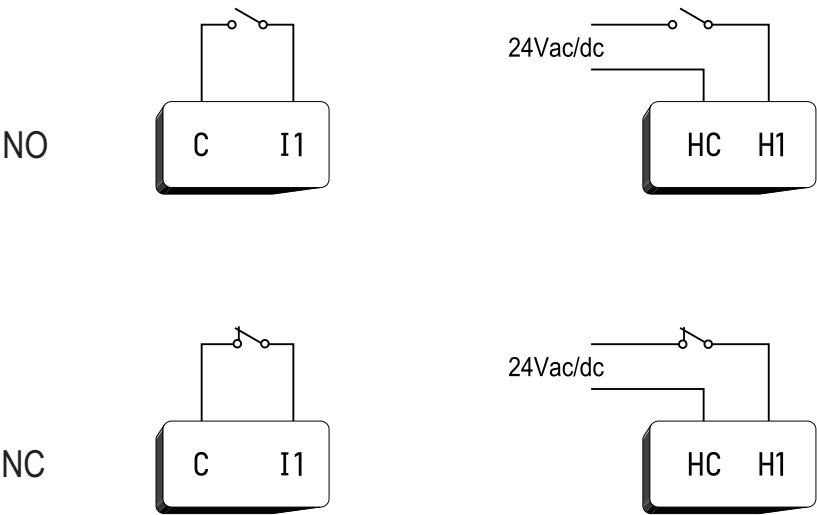 24Vac/dc
NO
C I1
HC H1
24Vac/dc
NC
C I1
HC H1